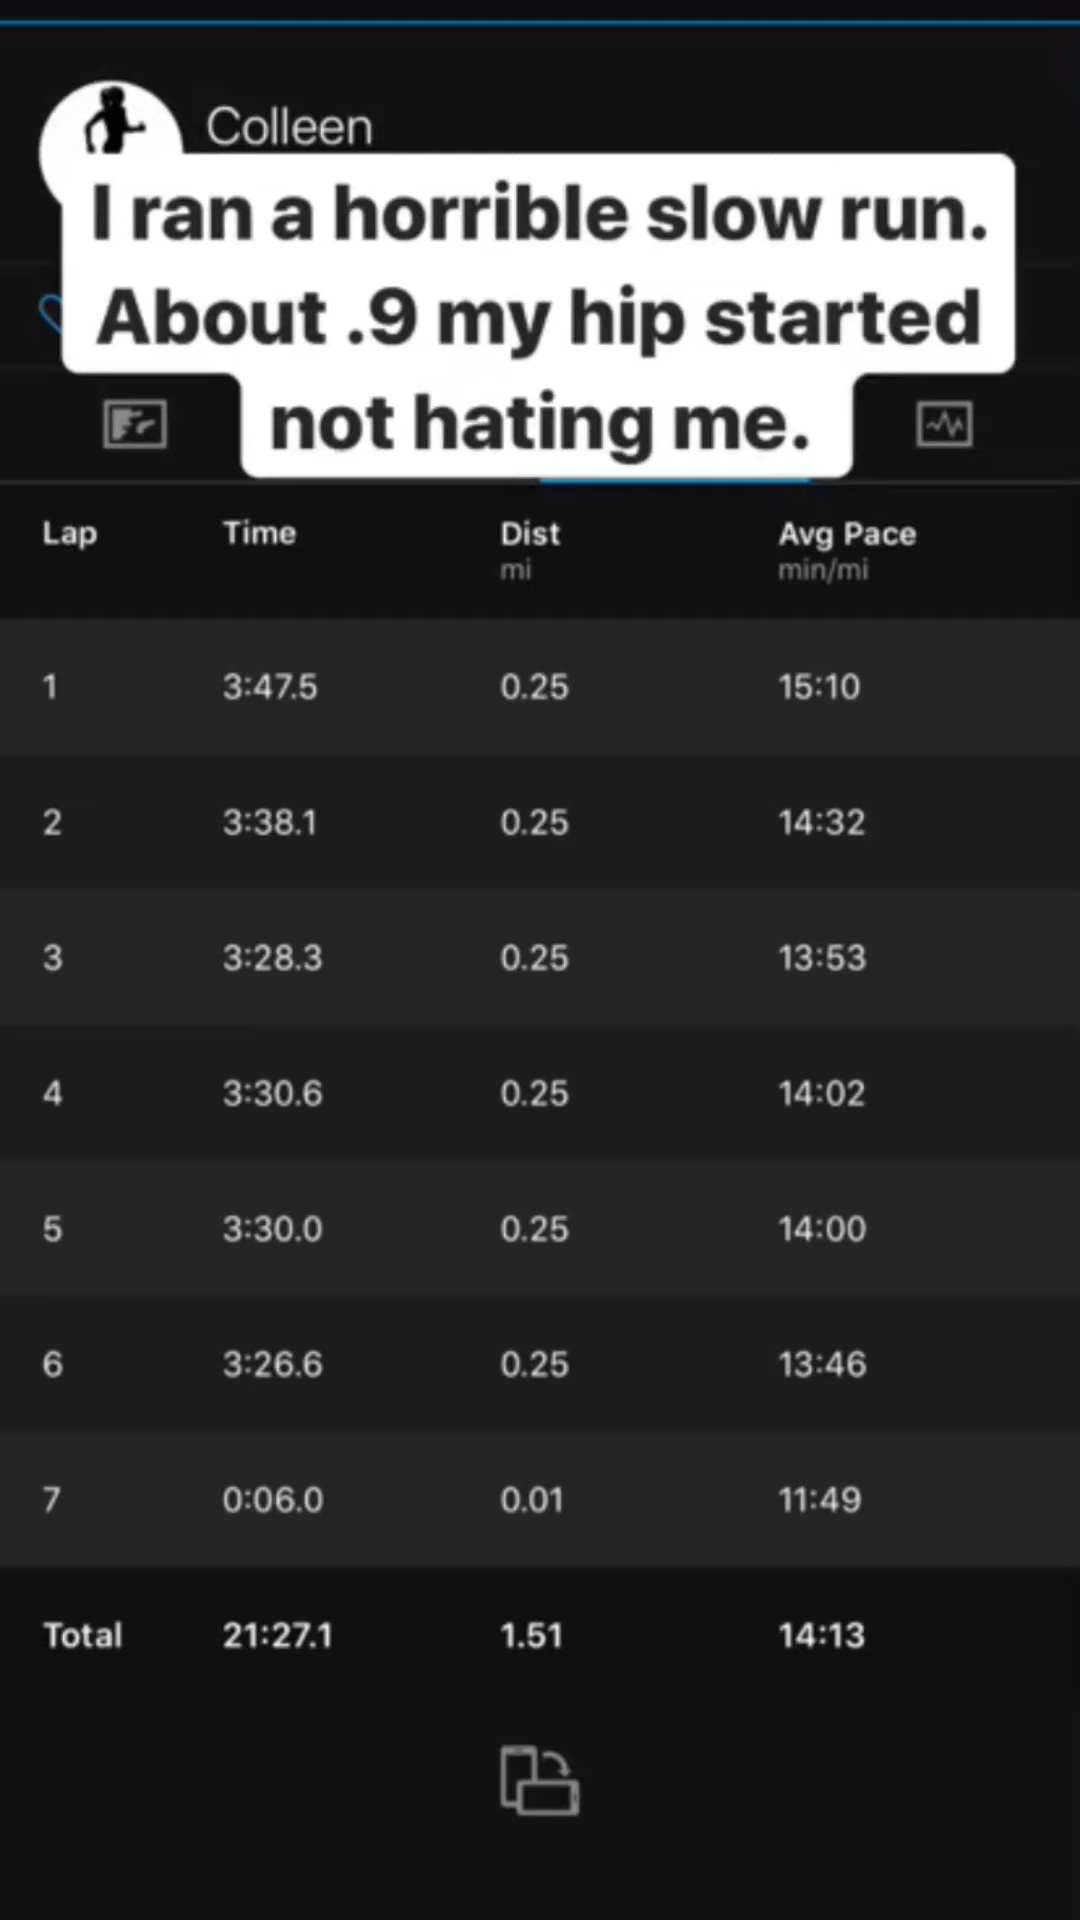 Colleen
I ran a horrible slow run.
About .9 my hip started
not hating me.
Lap Time Dist Avg Pace
mi min/mi
1 3:47.5 0.25 15:10
2 3:38.1 0.25 14:32
3 3:28.3 0.25 13:53
4 3:30.6 0.25 14:02
5 3:30.0 0.25 14:00
6 3:26.6 0.25 13:46
7 0:06.0 0.01 11:49
Total 21:27.1 1.51 14:13